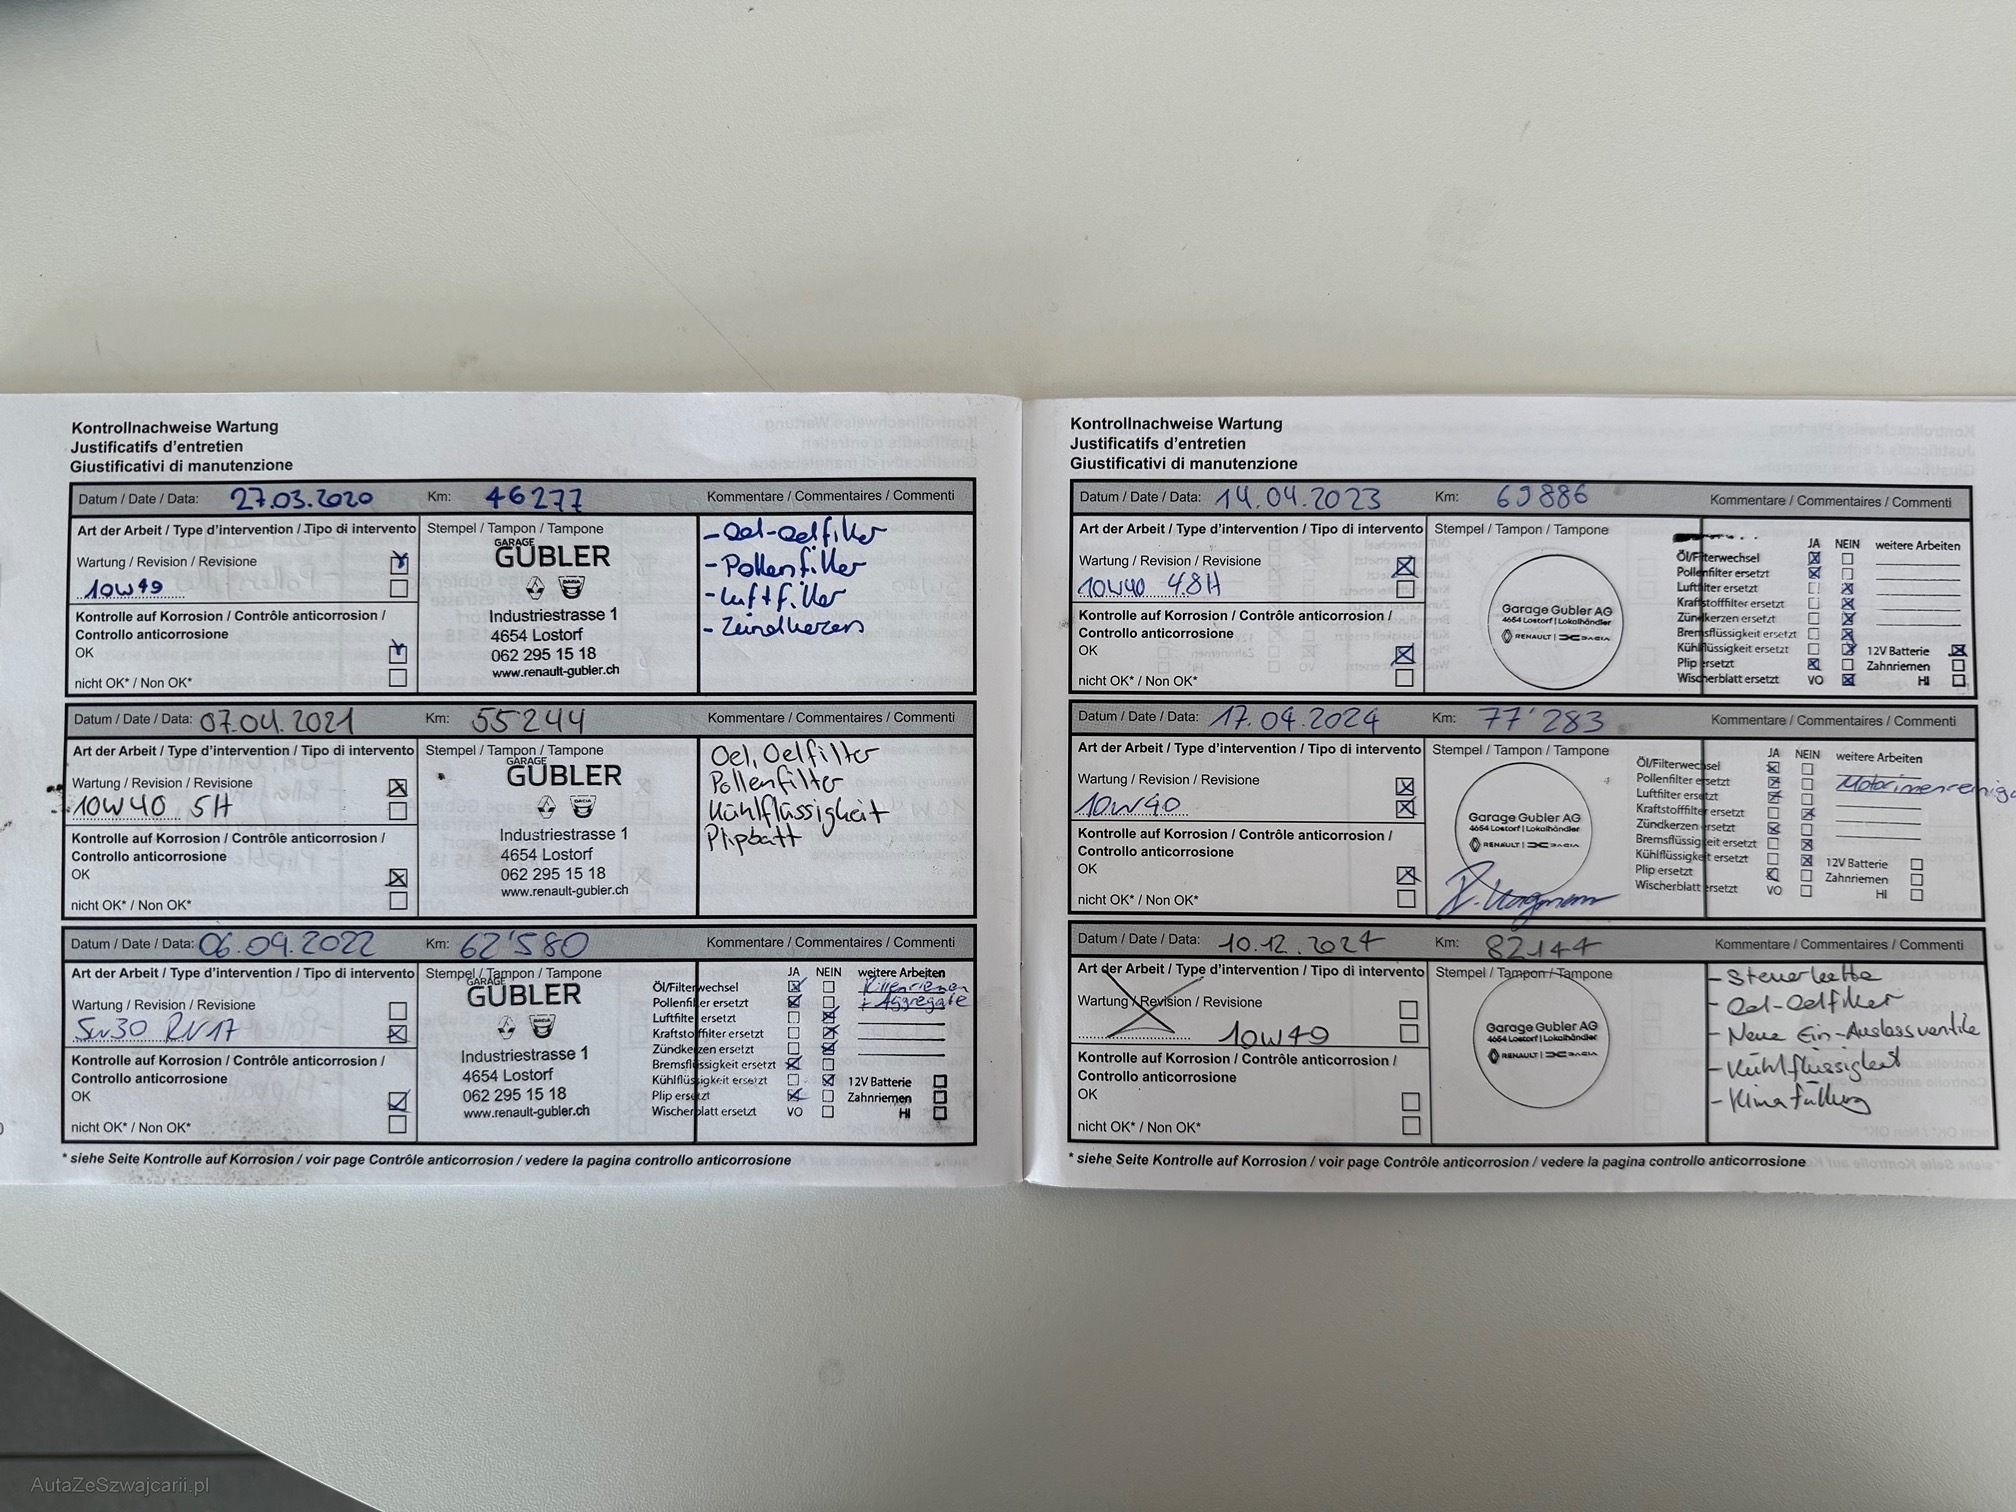 Kontrollnachweise Wartung
Justificatifs d'entretien
Giustificativi di manutenzione
Datum / Date / Data: 27.03.2020 Km: 46277 Kommentare / Commentaires / Commenti
Art der Arbeit / Type d'intervention / Tipo di intervento
Wartung / Revision / Revisione
10W49
Kontrolle auf Korrosion / Contrôle anticorrosion /
Controllo anticorrosione
OK
nicht OK* / Non OK*
Stempel / Tampon / Tampone
GARAGE
GUBLER
DACIA
Industriestrasse 1
4654 Lostorf
062 295 15 18
www.renault-gubler.ch
- Oel-Oelfilter
- Pollenfilter
- Luftfilter
- Zündkerzen
Datum / Date / Data: 07.04.2021 Km: 55244 Kommentare / Commentaires / Commenti
Art der Arbeit / Type d'intervention / Tipo di intervento
Wartung / Revision / Revisione
10W40 5H
Kontrolle auf Korrosion / Contrôle anticorrosion /
Controllo anticorrosione
OK
nicht OK* / Non OK*
Stempel / Tampon / Tampone
GARAGE
GUBLER
DACIA
Industriestrasse 1
4654 Lostorf
062 295 15 18
www.renault-gubler.ch
Oel, Oelfilter
Pollenfilter
Kühlflüssigkeit
Plipbatt
Datum / Date / Data: 06.09.2022 Km: 62'580 Kommentare / Commentaires / Commenti
Art der Arbeit / Type d'intervention / Tipo di intervento
Wartung / Revision / Revisione
5W30 RN17
Kontrolle auf Korrosion / Contrôle anticorrosion /
Controllo anticorrosione
OK
nicht OK* / Non OK*
Stempel / Tampon / Tampone
GARAGE
GUBLER
DACIA
Industriestrasse 1
4654 Lostorf
062 295 15 18
www.renault-gubler.ch
JA NEIN weitere Arbeiten
Öl/Filterwechsel Rillenriemen
Pollenfilter ersetzt + Aggregate
Luftfilter ersetzt
Kraftstoffilter ersetzt
Zündkerzen ersetzt
Bremsflüssigkeit ersetzt
Kühlflüssigkeit ersetzt 12V Batterie
Plip ersetzt Zahnriemen
Wischerblatt ersetzt VO HI
* siehe Seite Kontrolle auf Korrosion / voir page Contrôle anticorrosion / vedere la pagina controllo anticorrosione
Kontrollnachweise Wartung
Justificatifs d'entretien
Giustificativi di manutenzione
Datum / Date / Data: 14.04.2023 Km: 69886 Kommentare / Commentaires / Commenti
Art der Arbeit / Type d'intervention / Tipo di intervento
Wartung / Revision / Revisione
10W40 4.8H
Kontrolle auf Korrosion / Contrôle anticorrosion /
Controllo anticorrosione
OK
nicht OK* / Non OK*
Stempel / Tampon / Tampone
Garage Gubler AG
4654 Lostorf | Lokalhändler
RENAULT | DACIA
JA NEIN weitere Arbeiten
Öl/Filterwechsel
Pollenfilter ersetzt
Luftfilter ersetzt
Kraftstofffilter ersetzt
Zündkerzen ersetzt
Bremsflüssigkeit ersetzt
Kühlflüssigkeit ersetzt 12V Batterie
Plip ersetzt Zahnriemen
Wischerblatt ersetzt VO HI
Datum / Date / Data: 17.04.2024 Km: 77'283 Kommentare / Commentaires / Commenti
Art der Arbeit / Type d'intervention / Tipo di intervento
Wartung / Revision / Revisione
10W40
Kontrolle auf Korrosion / Contrôle anticorrosion /
Controllo anticorrosione
OK
nicht OK* / Non OK*
Stempel / Tampon / Tampone
Garage Gubler AG
4654 Lostorf | Lokalhändler
RENAULT | DACIA
JA NEIN weitere Arbeiten
Öl/Filterwechsel
Pollenfilter ersetzt
Luftfilter ersetzt
Kraftstofffilter ersetzt
Zündkerzen ersetzt
Bremsflüssigkeit ersetzt
Kühlflüssigkeit ersetzt 12V Batterie
Plip ersetzt Zahnriemen
Wischerblatt ersetzt VO HI
Datum / Date / Data: 10.12.2024 Km: 82144 Kommentare / Commentaires / Commenti
Art der Arbeit / Type d'intervention / Tipo di intervento
Wartung / Revision / Revisione
10W49
Kontrolle auf Korrosion / Contrôle anticorrosion /
Controllo anticorrosione
OK
nicht OK* / Non OK*
Stempel / Tampon / Tampone
Garage Gubler AG
4654 Lostorf | Lokalhändler
RENAULT | DACIA
- Steuerkette
- Oel-Oelfilter
- Neue Ein-Auslassventile
- Kühlflüssigkeit
- Klimafüllung
* siehe Seite Kontrolle auf Korrosion / voir page Contrôle anticorrosion / vedere la pagina controllo anticorrosione
AutaZeSzwajcarii.pl